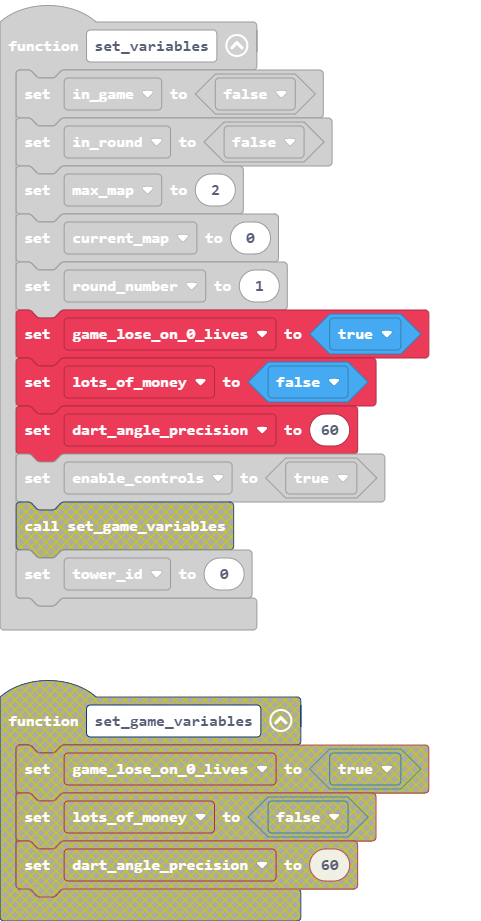 function set_variables
set in_game to false
set in_round to false
set max_map to 2
set current_map to 0
set round_number to 1
set game_lose_on_0_lives to true
set lots_of_money to false
set dart_angle_precision to 60
set enable_controls to true
call set_game_variables
set tower_id to 0
function set_game_variables
set game_lose_on_0_lives to true
set lots_of_money to false
set dart_angle_precision to 60